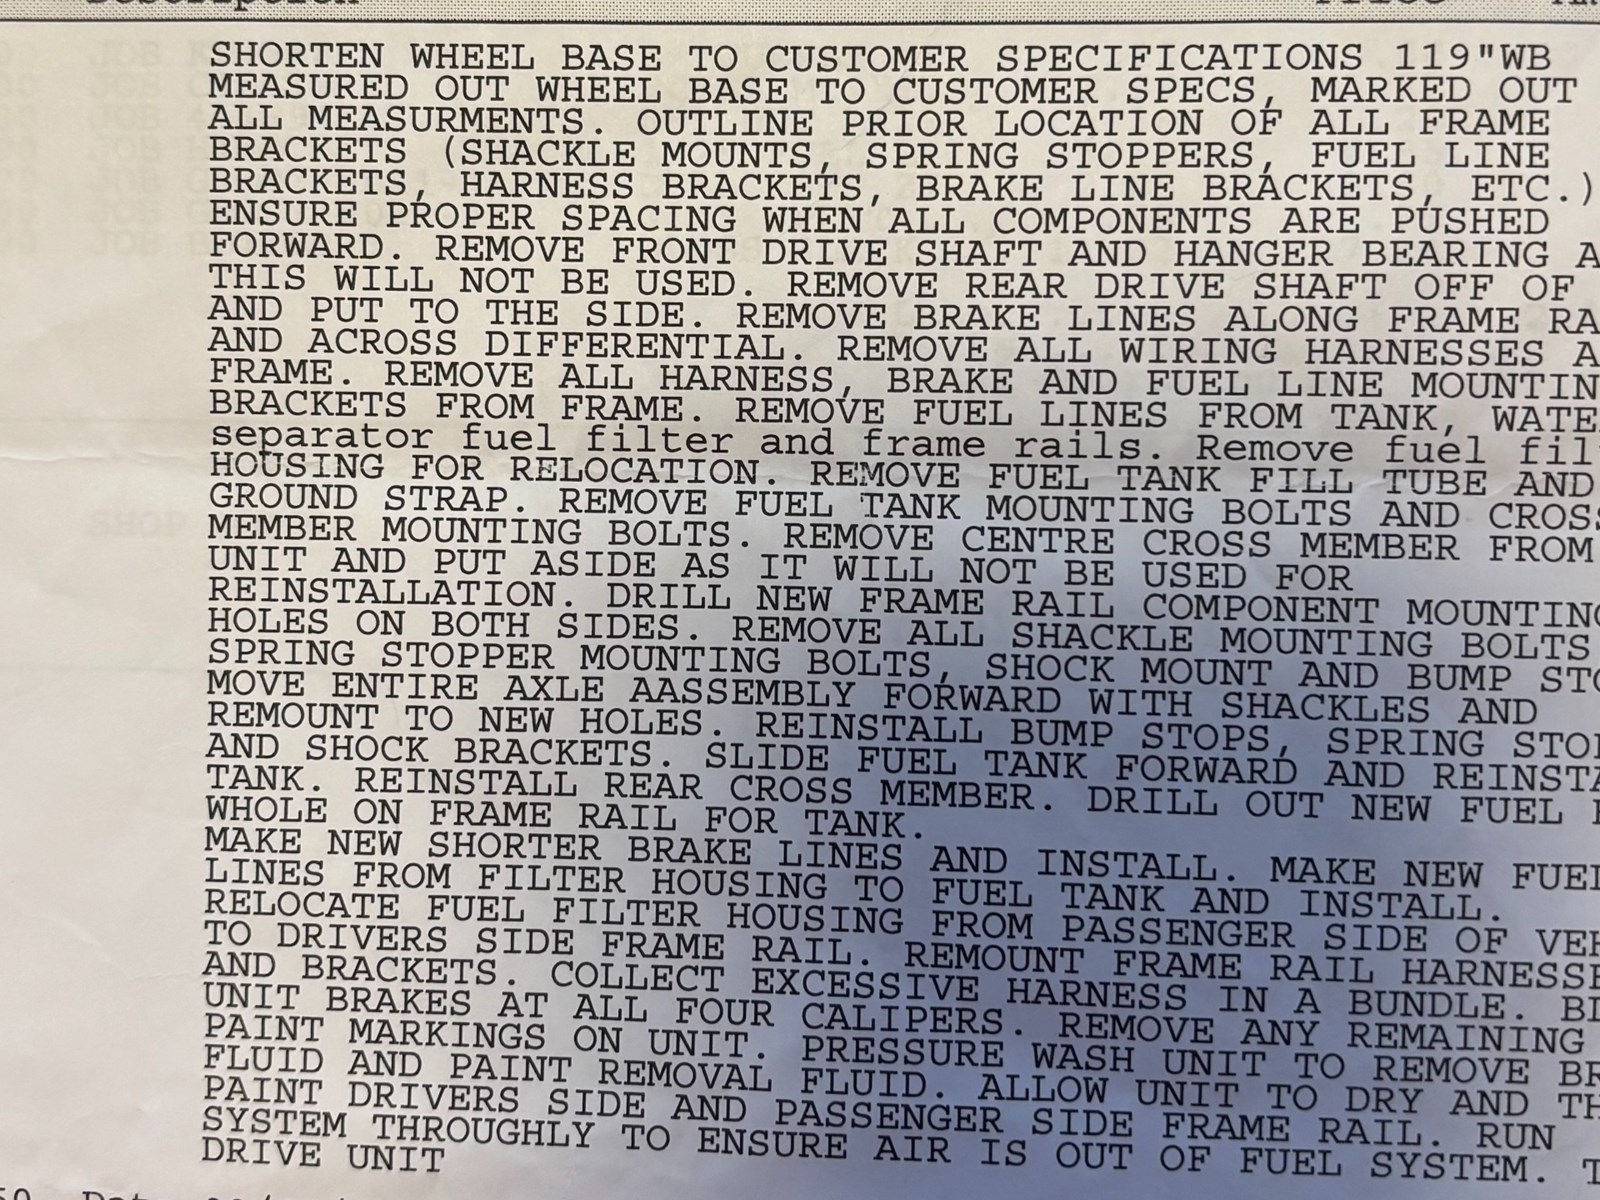 Description
SHORTEN WHEEL BASE TO CUSTOMER SPECIFICATIONS 119"WB
MEASURED OUT WHEEL BASE TO CUSTOMER SPECS, MARKED OUT
ALL MEASURMENTS. OUTLINE PRIOR LOCATION OF ALL FRAME
BRACKETS (SHACKLE MOUNTS, SPRING STOPPERS, FUEL LINE
BRACKETS, HARNESS BRACKETS, BRAKE LINE BRACKETS, ETC.)
ENSURE PROPER SPACING WHEN ALL COMPONENTS ARE PUSHED
FORWARD. REMOVE FRONT DRIVE SHAFT AND HANGER BEARING
THIS WILL NOT BE USED. REMOVE REAR DRIVE SHAFT OFF OF
AND PUT TO THE SIDE. REMOVE BRAKE LINES ALONG FRAME
AND ACROSS DIFFERENTIAL. REMOVE ALL WIRING HARNESSES
FRAME. REMOVE ALL HARNESS, BRAKE AND FUEL LINE
BRACKETS FROM FRAME. REMOVE FUEL LINES FROM TANK,
separator fuel filter and frame rails. Remove fuel
HOUSING FOR RELOCATION. REMOVE FUEL TANK FILL TUBE AND
GROUND STRAP. REMOVE FUEL TANK MOUNTING BOLTS AND
MEMBER MOUNTING BOLTS. REMOVE CENTRE CROSS MEMBER FROM
UNIT AND PUT ASIDE AS IT WILL NOT BE USED FOR
REINSTALLATION. DRILL NEW FRAME RAIL COMPONENT
HOLES ON BOTH SIDES. REMOVE ALL SHACKLE MOUNTING BOLTS
SPRING STOPPER MOUNTING BOLTS, SHOCK MOUNT AND BUMP
MOVE ENTIRE AXLE AASSEMBLY FORWARD WITH SHACKLES AND
REMOUNT TO NEW HOLES. REINSTALL BUMP STOPS, SPRING
AND SHOCK BRACKETS. SLIDE FUEL TANK FORWARD AND
TANK. REINSTALL REAR CROSS MEMBER. DRILL OUT NEW FUEL
WHOLE ON FRAME RAIL FOR TANK.
MAKE NEW SHORTER BRAKE LINES AND INSTALL. MAKE NEW
LINES FROM FILTER HOUSING TO FUEL TANK AND INSTALL.
RELOCATE FUEL FILTER HOUSING FROM PASSENGER SIDE OF
TO DRIVERS SIDE FRAME RAIL. REMOUNT FRAME RAIL
AND BRACKETS. COLLECT EXCESSIVE HARNESS IN A BUNDLE.
UNIT BRAKES AT ALL FOUR CALIPERS. REMOVE ANY REMAINING
PAINT MARKINGS ON UNIT. PRESSURE WASH UNIT TO REMOVE
FLUID AND PAINT REMOVAL FLUID. ALLOW UNIT TO DRY AND
PAINT DRIVERS SIDE AND PASSENGER SIDE FRAME RAIL. RUN
SYSTEM THROUGHLY TO ENSURE AIR IS OUT OF FUEL SYSTEM.
DRIVE UNIT